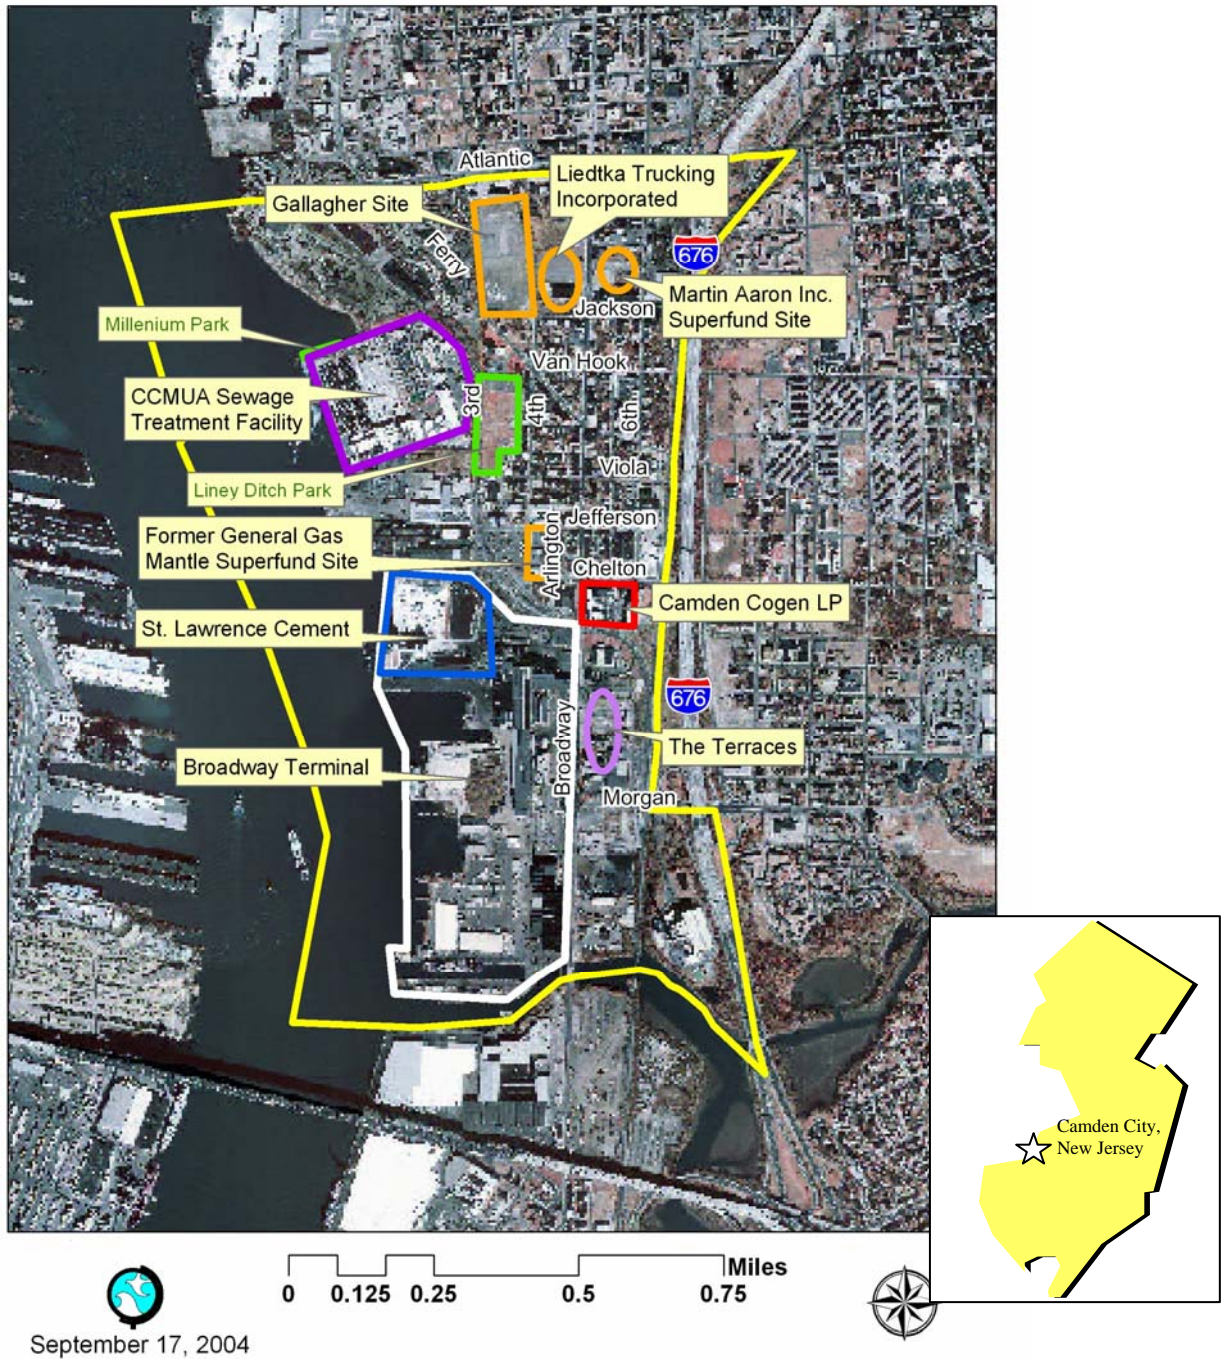 Atlantic
Liedtka Trucking
Incorporated
Gallagher Site
Ferry
676
Martin Aaron Inc.
Superfund Site
Jackson
Millenium Park
Van Hook
CCMUA Sewage
Treatment Facility
3rd
4th
6th
Viola
Liney Ditch Park
Jefferson
Former General Gas
Mantle Superfund Site
Arlington
Chelton
Camden Cogen LP
St. Lawrence Cement
676
The Terraces
Broadway
Broadway Terminal
Morgan
Camden City,
New Jersey
Miles
0 0.125 0.25 0.5 0.75
September 17, 2004